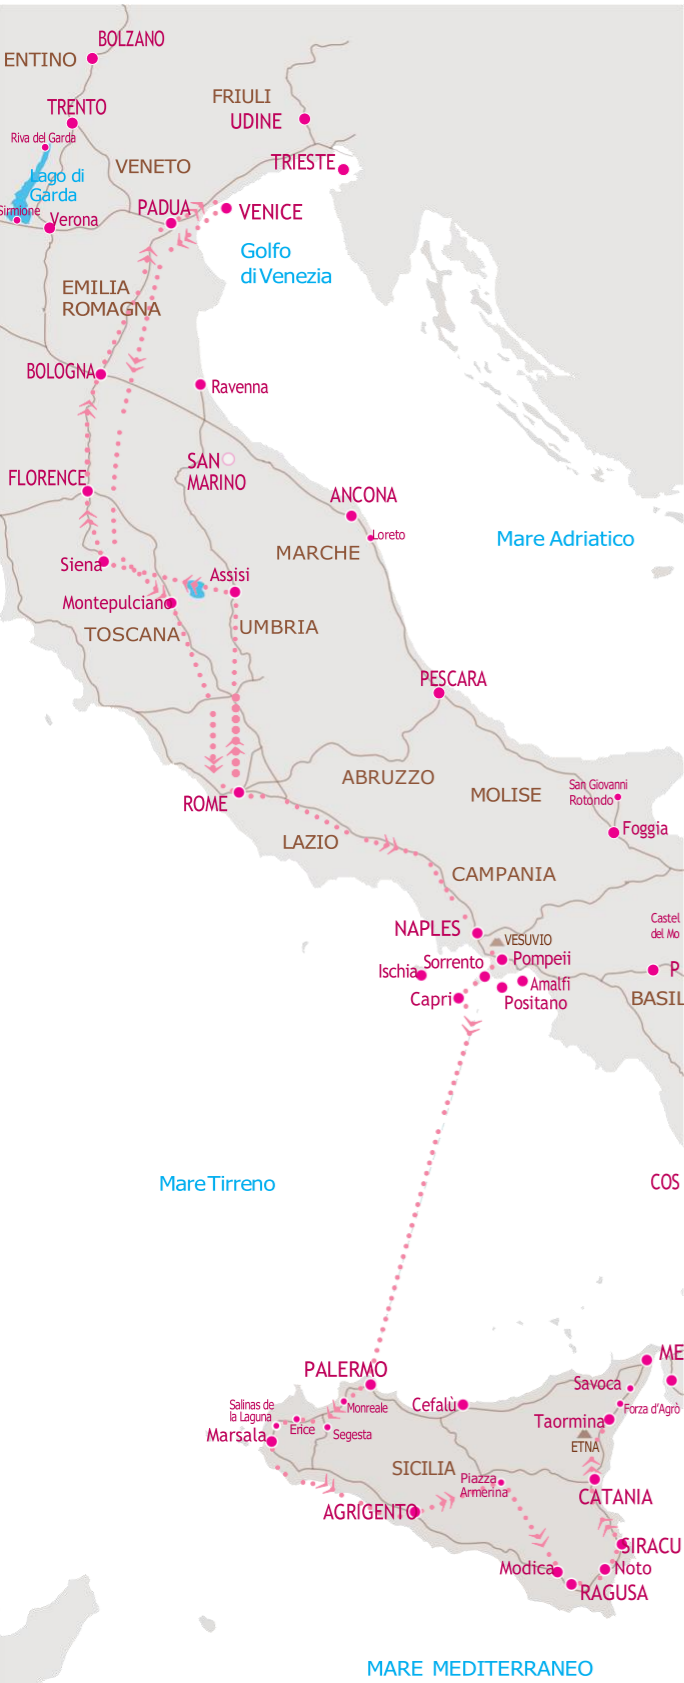 BOLZANO
ENTINO
FRIULI
TRENTO
UDINE
Riva del Garda
VENETO
TRIESTE
Lago di
Garda
Sirmione
Verona
PADUA
VENICE
Golfo
di Venezia
EMILIA
ROMAGNA
BOLOGNA
Ravenna
SAN
MARINO
FLORENCE
ANCONA
Loreto
Mare Adriatico
MARCHE
Siena
Assisi
Montepulciano
TOSCANA
UMBRIA
PESCARA
ABRUZZO
San Giovanni
Rotondo
MOLISE
ROME
Foggia
LAZIO
CAMPANIA
Castel
del Mo
NAPLES
VESUVIO
Pompeii
Sorrento
Ischia
P
Amalfi
Capri
Positano
BASIL
Mare Tirreno
COS
ME
PALERMO
Savoca
Monreale
Cefalù
Forza d'Agrò
Salinas de
la Laguna
Taormina
Erice
Segesta
Marsala
ETNA
SICILIA
Piazza
Armerina
CATANIA
AGRIGENTO
SIRACU
Modica
Noto
RAGUSA
MARE MEDITERRANEO